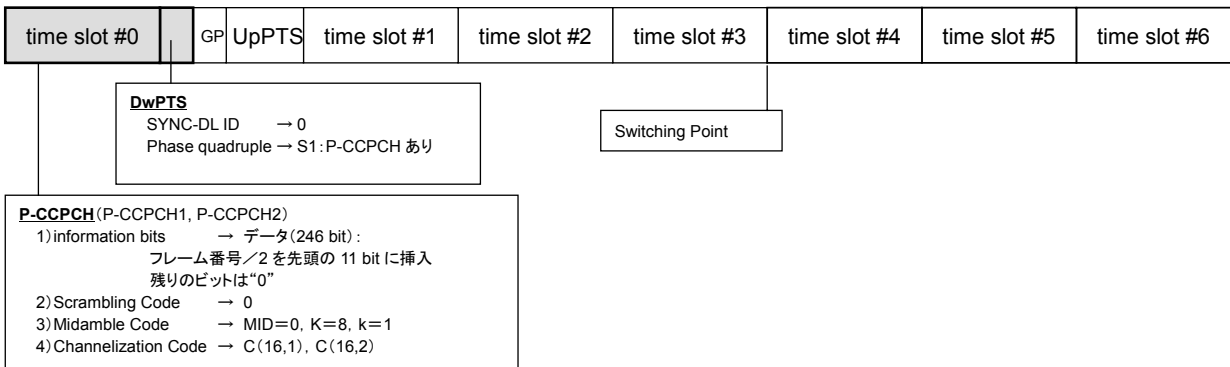 time slot #0 GP UpPTS time slot #1 time slot #2 time slot #3 time slot #4 time slot #5 time slot #6
DwPTS
SYNC-DL ID → 0
Phase quadruple → S1:P-CCPCH あり
Switching Point
P-CCPCH(P-CCPCH1, P-CCPCH2)
1)information bits → データ(246 bit):
フレーム番号/2 を先頭の 11 bit に挿入
残りのビットは“0”
2)Scrambling Code → 0
3)Midamble Code → MID=0, K=8, k=1
4)Channelization Code → C(16,1), C(16,2)